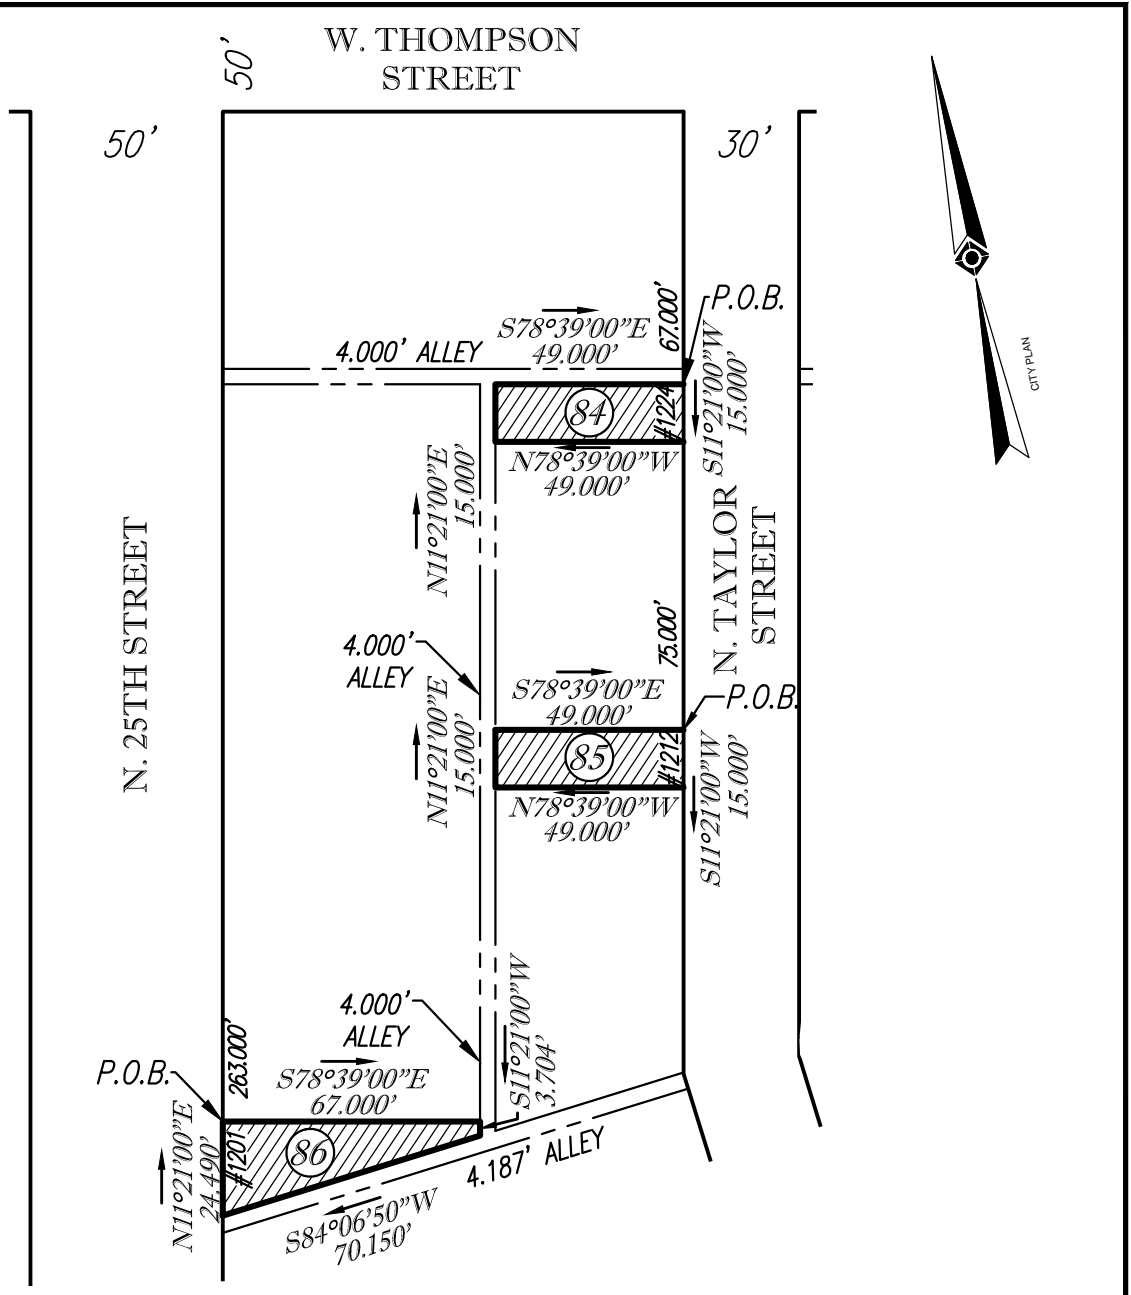 W. THOMPSON
STREET
50'
50'
30'
67.000'
P.O.B.
S78°39'00"E
49.000'
4.000' ALLEY
84
#1224
S11°21'00"W
15.000'
CITY PLAN
N78°39'00"W
49.000'
N11°21'00"E
15.000'
N. TAYLOR
STREET
N. 25TH STREET
75.000'
4.000'
ALLEY
S78°39'00"E
49.000'
P.O.B.
N11°21'00"E
15.000'
85
#1212
S11°21'00"W
15.000'
N78°39'00"W
49.000'
4.000'
ALLEY
S11°21'00"W
3.704'
263.000'
P.O.B.
S78°39'00"E
67.000'
#1201
86
N11°21'00"E
24.490'
4.187' ALLEY
S84°06'50"W
70.150'